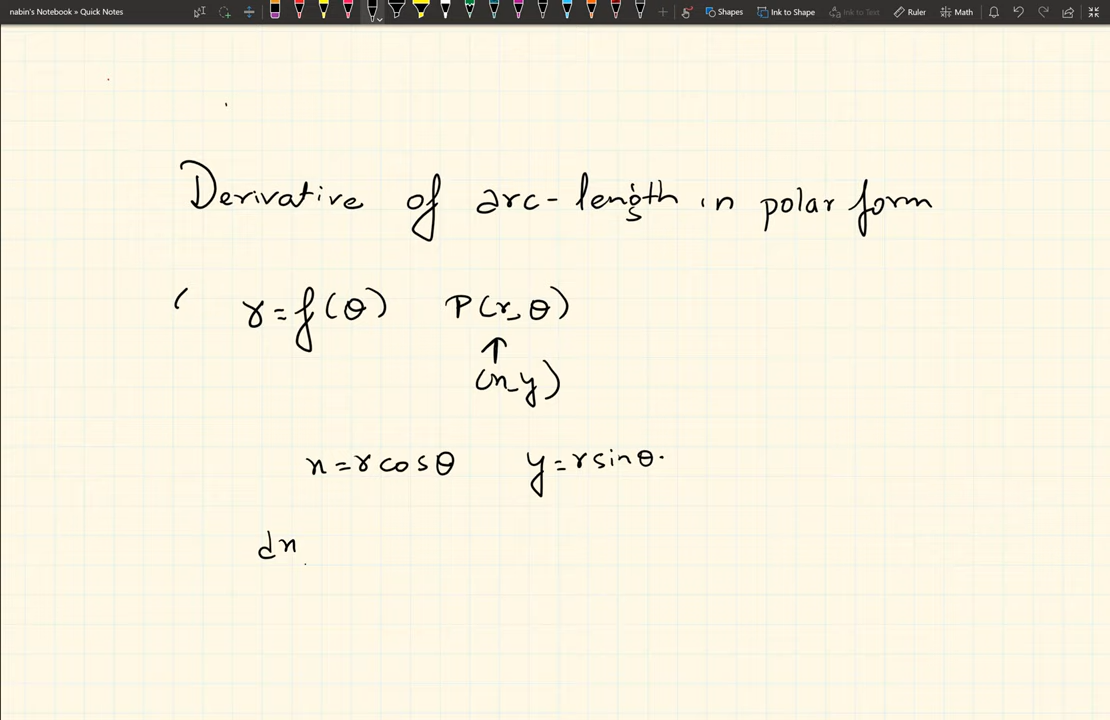 nabin's Notebook » Quick Notes
Shapes Ink to Shape Ink to Text Ruler Math
Derivative of arc-length in polar form
( r=f(θ) P(r, θ)
↑
(x, y)
x = r cos θ y = r sin θ.
dx